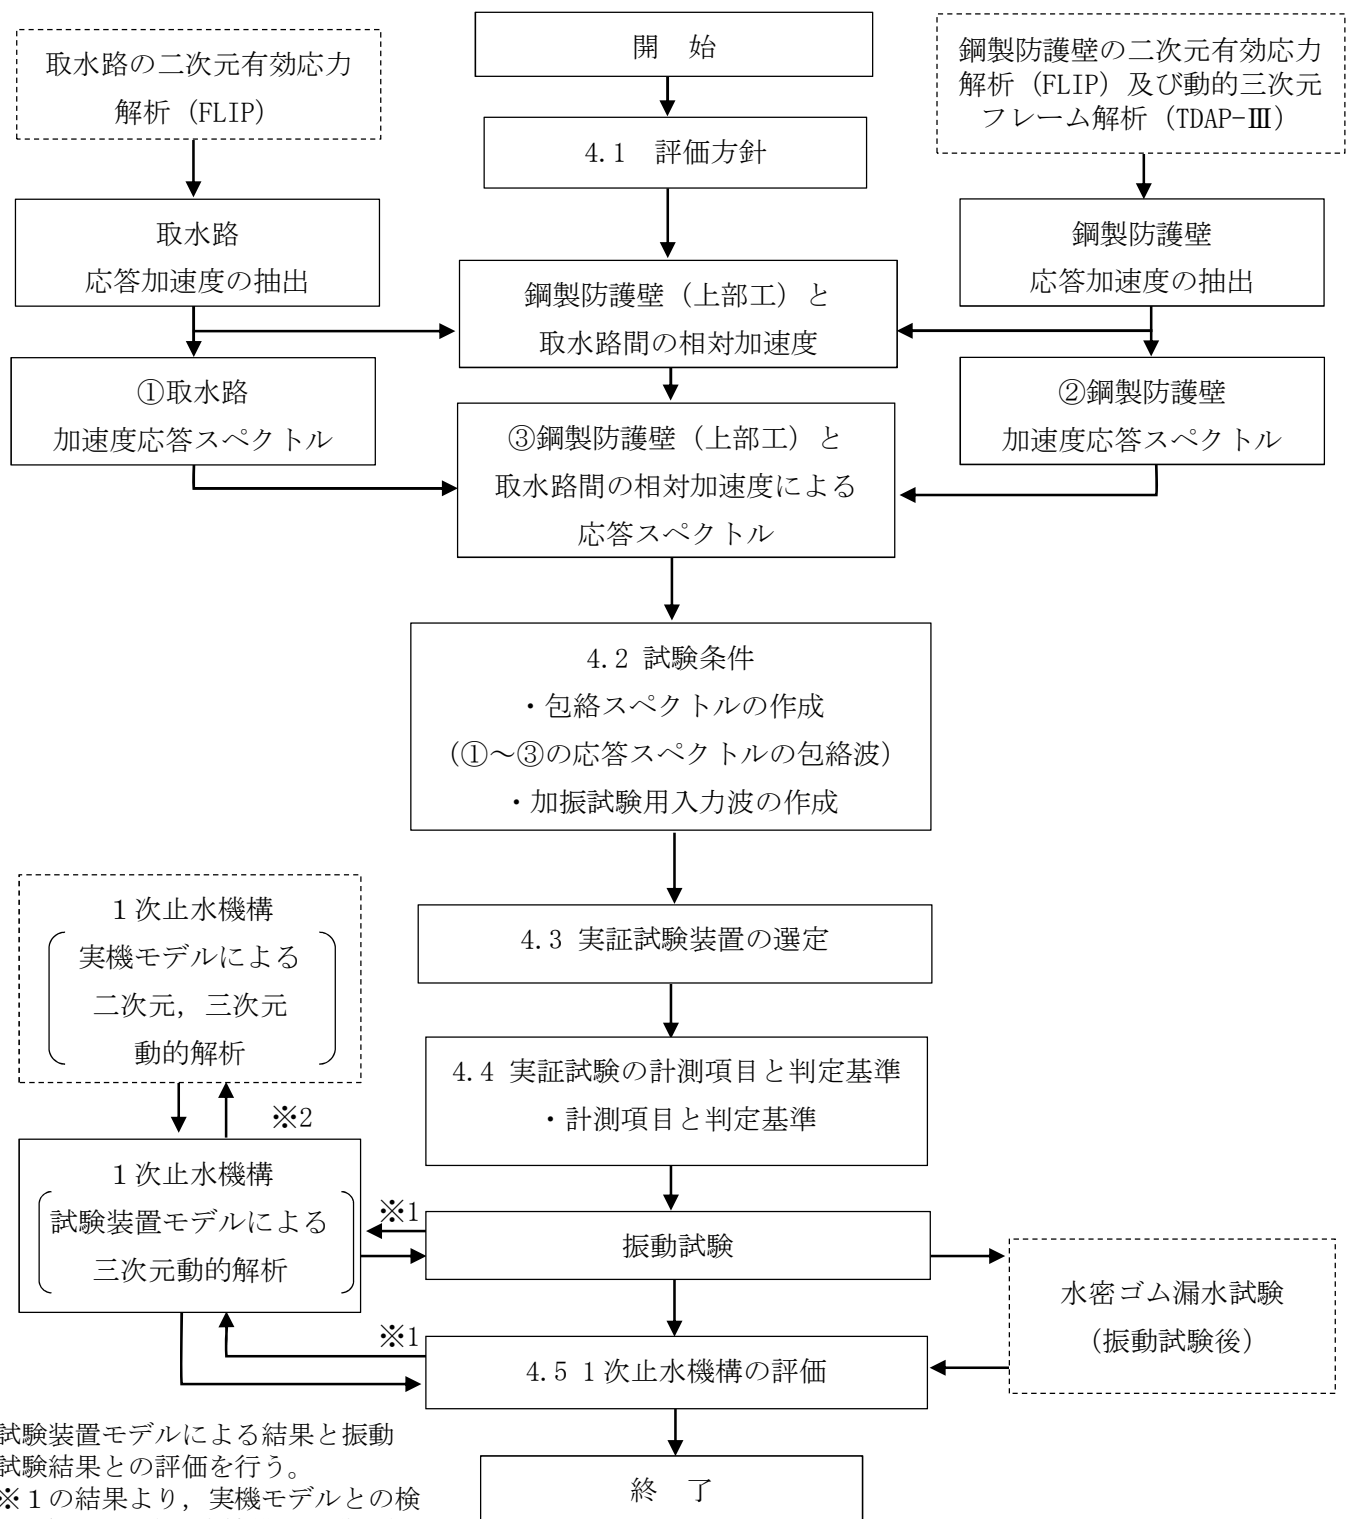 開　始
取水路の二次元有効応力
解析（FLIP）
鋼製防護壁の二次元有効応力
解析（FLIP）及び動的三次元
フレーム解析（TDAP-Ⅲ）
4.1　評価方針
取水路
応答加速度の抽出
鋼製防護壁
応答加速度の抽出
鋼製防護壁（上部工）と
取水路間の相対加速度
①取水路
加速度応答スペクトル
②鋼製防護壁
加速度応答スペクトル
③鋼製防護壁（上部工）と
取水路間の相対加速度による
応答スペクトル
4.2 試験条件
・包絡スペクトルの作成
（①～③の応答スペクトルの包絡波）
・加振試験用入力波の作成
4.3 実証試験装置の選定
１次止水機構
実機モデルによる
二次元，三次元
動的解析
4.4 実証試験の計測項目と判定基準
・計測項目と判定基準
※2
１次止水機構
試験装置モデルによる
三次元動的解析
※1
振動試験
水密ゴム漏水試験
（振動試験後）
※1
4.5 １次止水機構の評価
試験装置モデルによる結果と振動
試験結果との評価を行う。
※１の結果より，実機モデルとの検
終　了